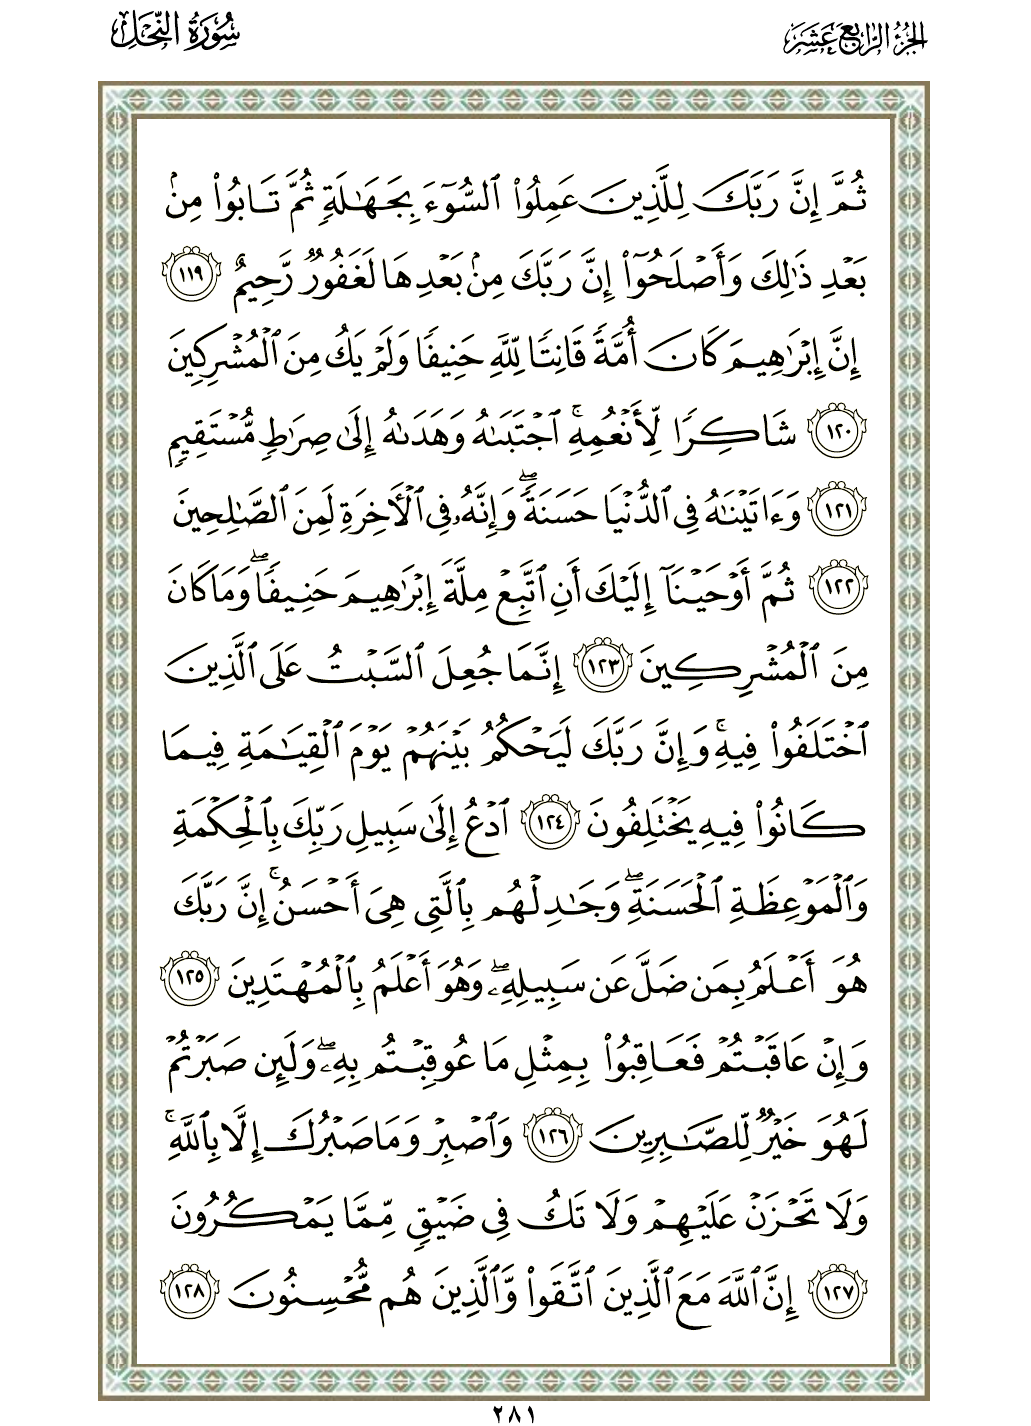 الجزء الرابع عشر
سورة النحل
ثُمَّ إِنَّ رَبَّكَ لِلَّذِينَ عَمِلُوا۟ ٱلسُّوٓءَ بِجَهَـٰلَةٍ ثُمَّ تَابُوا۟ مِنۢ
بَعْدِ ذَٰلِكَ وَأَصْلَحُوٓا۟ إِنَّ رَبَّكَ مِنۢ بَعْدِهَا لَغَفُورٌ رَّحِيمٌ ١١٩
إِنَّ إِبْرَٰهِيمَ كَانَ أُمَّةً قَانِتًا لِّلَّهِ حَنِيفًا وَلَمْ يَكُ مِنَ ٱلْمُشْرِكِينَ
١٢٠ شَاكِرًا لِّأَنْعُمِهِ ۚ ٱجْتَبَىٰهُ وَهَدَىٰهُ إِلَىٰ صِرَٰطٍ مُّسْتَقِيمٍ
١٢١ وَءَاتَيْنَـٰهُ فِى ٱلدُّنْيَا حَسَنَةً ۖ وَإِنَّهُۥ فِى ٱلْـَٔاخِرَةِ لَمِنَ ٱلصَّـٰلِحِينَ
١٢٢ ثُمَّ أَوْحَيْنَآ إِلَيْكَ أَنِ ٱتَّبِعْ مِلَّةَ إِبْرَٰهِيمَ حَنِيفًا ۖ وَمَا كَانَ
مِنَ ٱلْمُشْرِكِينَ ١٢٣ إِنَّمَا جُعِلَ ٱلسَّبْتُ عَلَى ٱلَّذِينَ
ٱخْتَلَفُوا۟ فِيهِ ۚ وَإِنَّ رَبَّكَ لَيَحْكُمُ بَيْنَهُمْ يَوْمَ ٱلْقِيَـٰمَةِ فِيمَا
كَانُوا۟ فِيهِ يَخْتَلِفُونَ ١٢٤ ٱدْعُ إِلَىٰ سَبِيلِ رَبِّكَ بِٱلْحِكْمَةِ
وَٱلْمَوْعِظَةِ ٱلْحَسَنَةِ ۖ وَجَـٰدِلْهُم بِٱلَّتِى هِىَ أَحْسَنُ ۚ إِنَّ رَبَّكَ
هُوَ أَعْلَمُ بِمَن ضَلَّ عَن سَبِيلِهِۦ ۖ وَهُوَ أَعْلَمُ بِٱلْمُهْتَدِينَ ١٢٥
وَإِنْ عَاقَبْتُمْ فَعَاقِبُوا۟ بِمِثْلِ مَا عُوقِبْتُم بِهِۦ ۖ وَلَئِن صَبَرْتُمْ
لَهُوَ خَيْرٌ لِّلصَّـٰبِرِينَ ١٢٦ وَٱصْبِرْ وَمَا صَبْرُكَ إِلَّا بِٱللَّهِ ۚ
وَلَا تَحْزَنْ عَلَيْهِمْ وَلَا تَكُ فِى ضَيْقٍ مِّمَّا يَمْكُرُونَ
١٢٧ إِنَّ ٱللَّهَ مَعَ ٱلَّذِينَ ٱتَّقَوا۟ وَّٱلَّذِينَ هُم مُّحْسِنُونَ ١٢٨
٢٨١